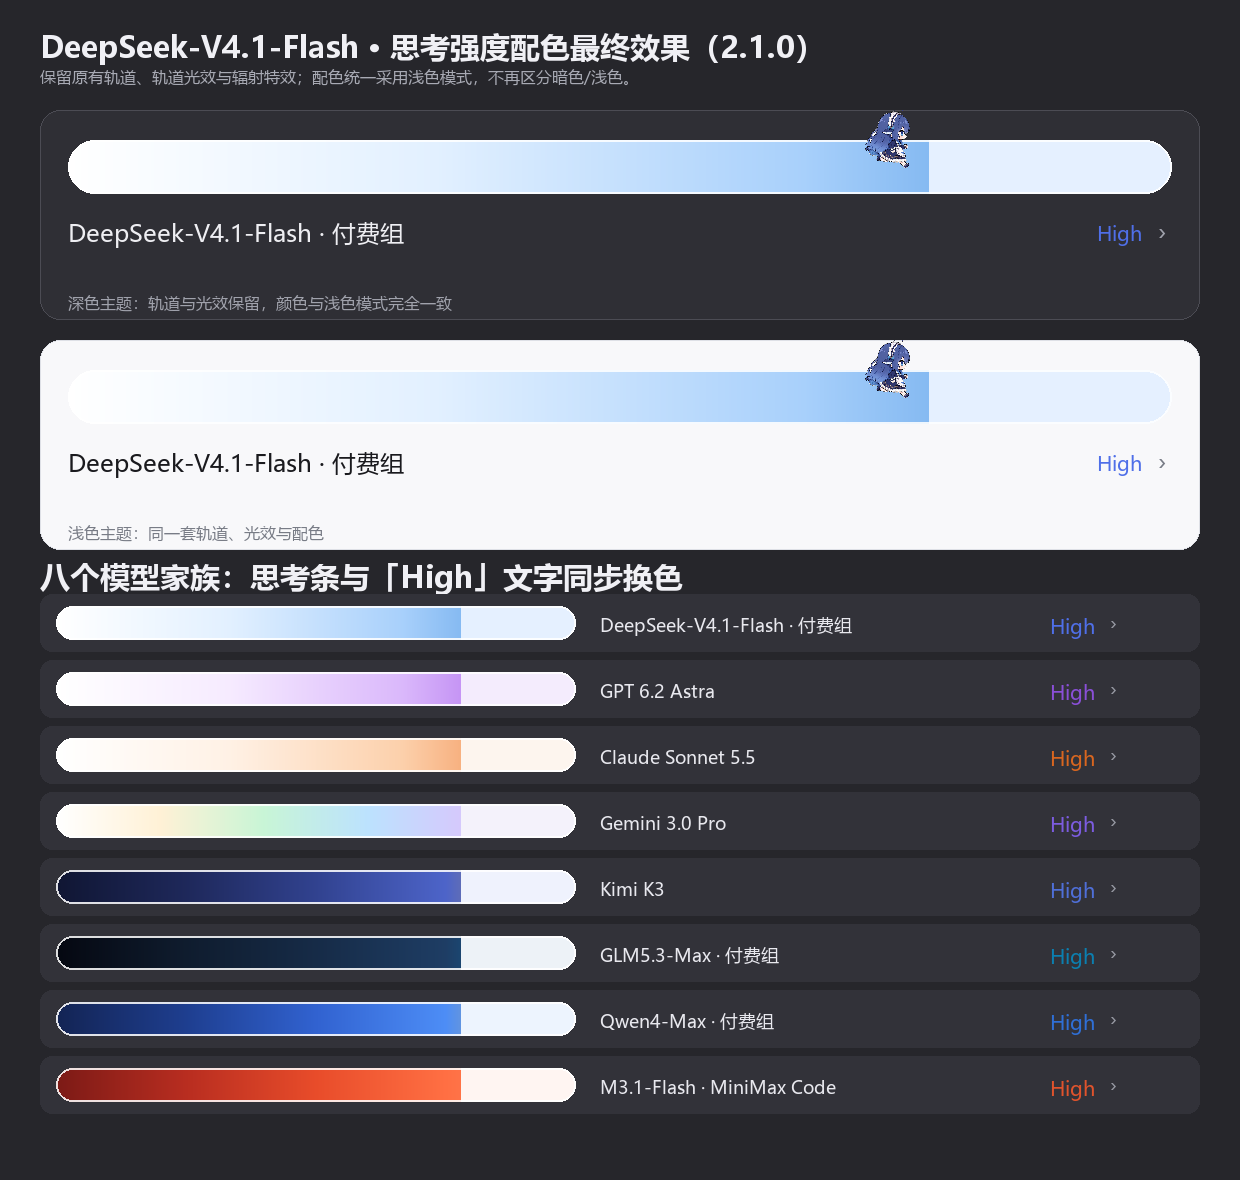 DeepSeek-V4.1-Flash • 思考强度配色最终效果（2.1.0）
保留原有轨道、轨道光效与辐射特效；配色统一采用浅色模式，不再区分暗色/浅色。
DeepSeek-V4.1-Flash · 付费组 High ›
深色主题：轨道与光效保留，颜色与浅色模式完全一致
DeepSeek-V4.1-Flash · 付费组 High ›
浅色主题：同一套轨道、光效与配色
八个模型家族：思考条与「High」文字同步换色
DeepSeek-V4.1-Flash · 付费组 High ›
GPT 6.2 Astra High ›
Claude Sonnet 5.5 High ›
Gemini 3.0 Pro High ›
Kimi K3 High ›
GLM5.3-Max · 付费组 High ›
Qwen4-Max · 付费组 High ›
M3.1-Flash · MiniMax Code High ›